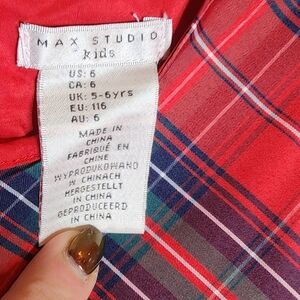 MAX STUDIO
kids
US: 6
CA: 6
UK: 5-6yrs
EU: 116
AU: 6
MADE IN
CHINA
FABRIQUÉ EN
CHINE
WYPRODUKOWANO
W CHINACH
HERGESTELLT
IN CHINA
GEPRODUCEERD
IN CHINA